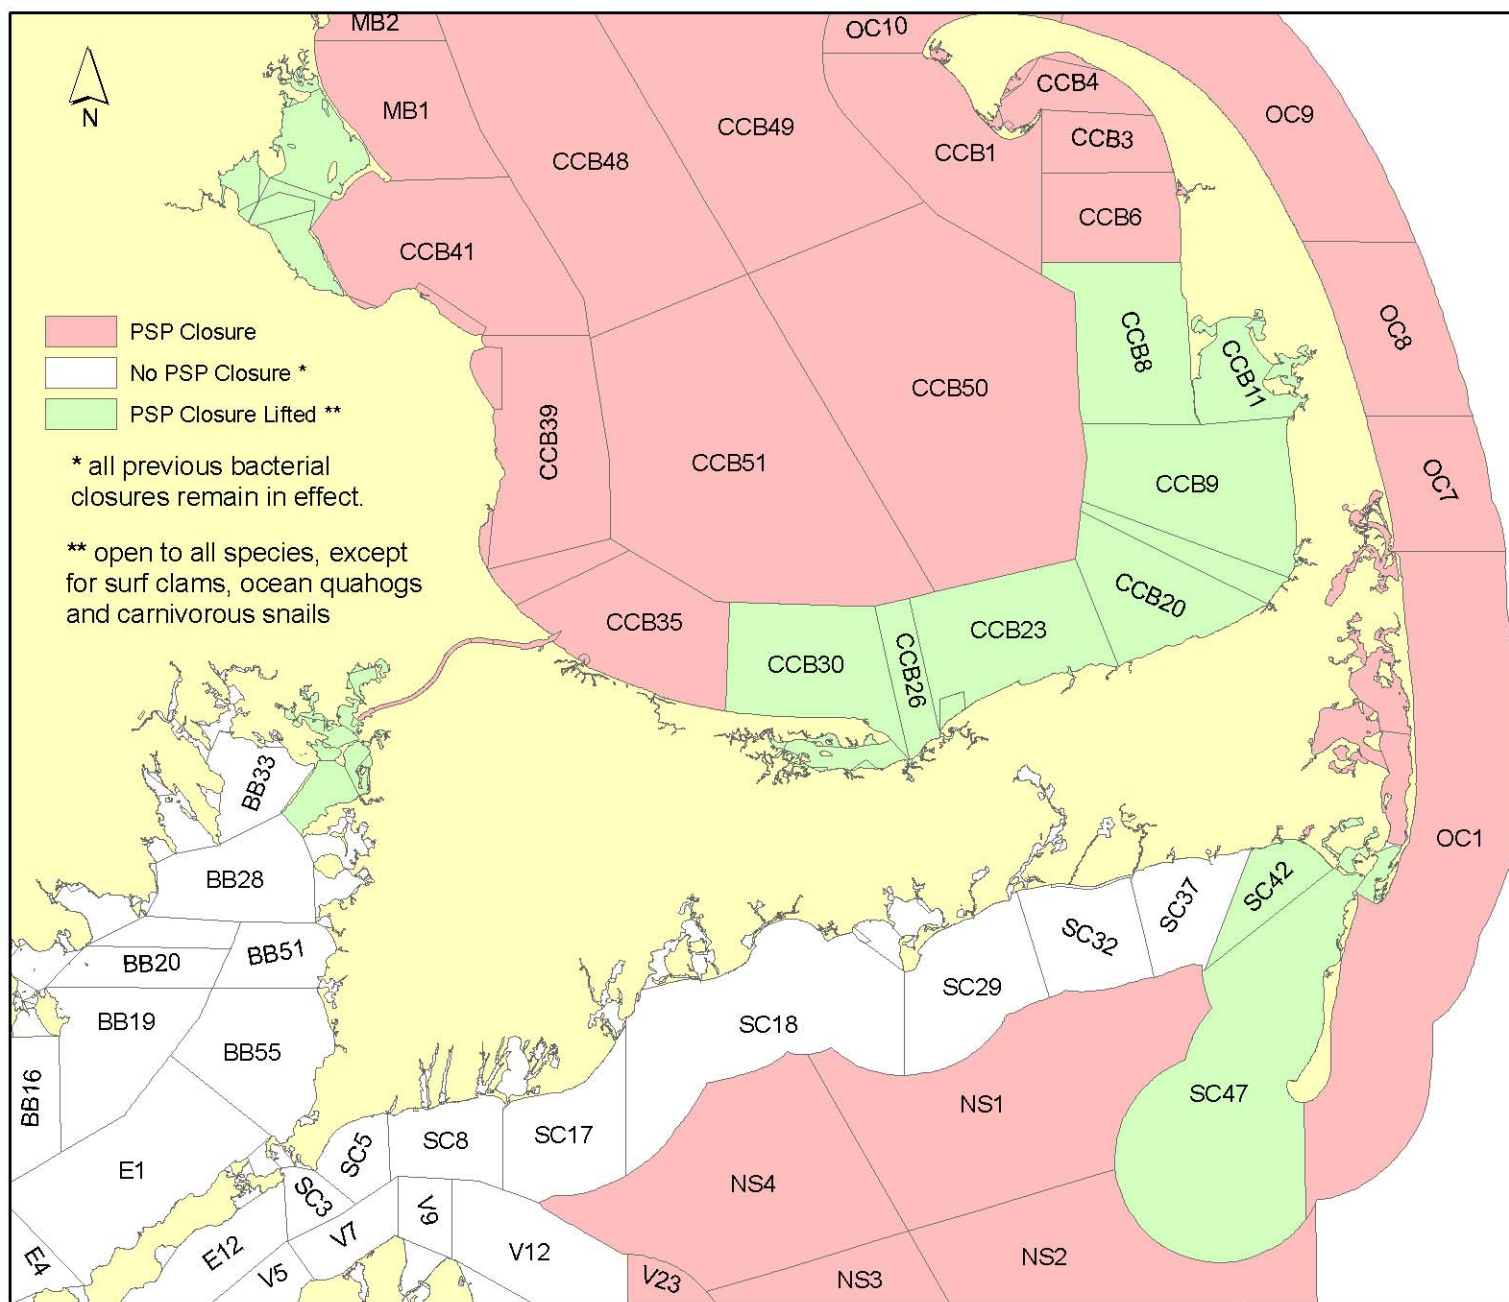 MB2
OC10
CCB4
MB1
CCB49
OC9
CCB48
CCB1
CCB3
CCB6
CCB41
N
PSP Closure
No PSP Closure *
PSP Closure Lifted **
* all previous bacterial
closures remain in effect.
** open to all species, except
for surf clams, ocean quahogs
and carnivorous snails
CCB8
CCB11
OC8
CCB50
CCB39
CCB51
CCB9
OC7
CCB20
CCB35
CCB23
CCB30
CCB26
BB33
OC1
BB28
SC42
SC37
SC32
BB51
BB20
SC29
BB19
SC18
BB55
BB16
SC47
NS1
SC5
SC8
SC17
E1
NS4
SC3
V9
V7
E12
V12
NS2
E4
V5
V23
NS3